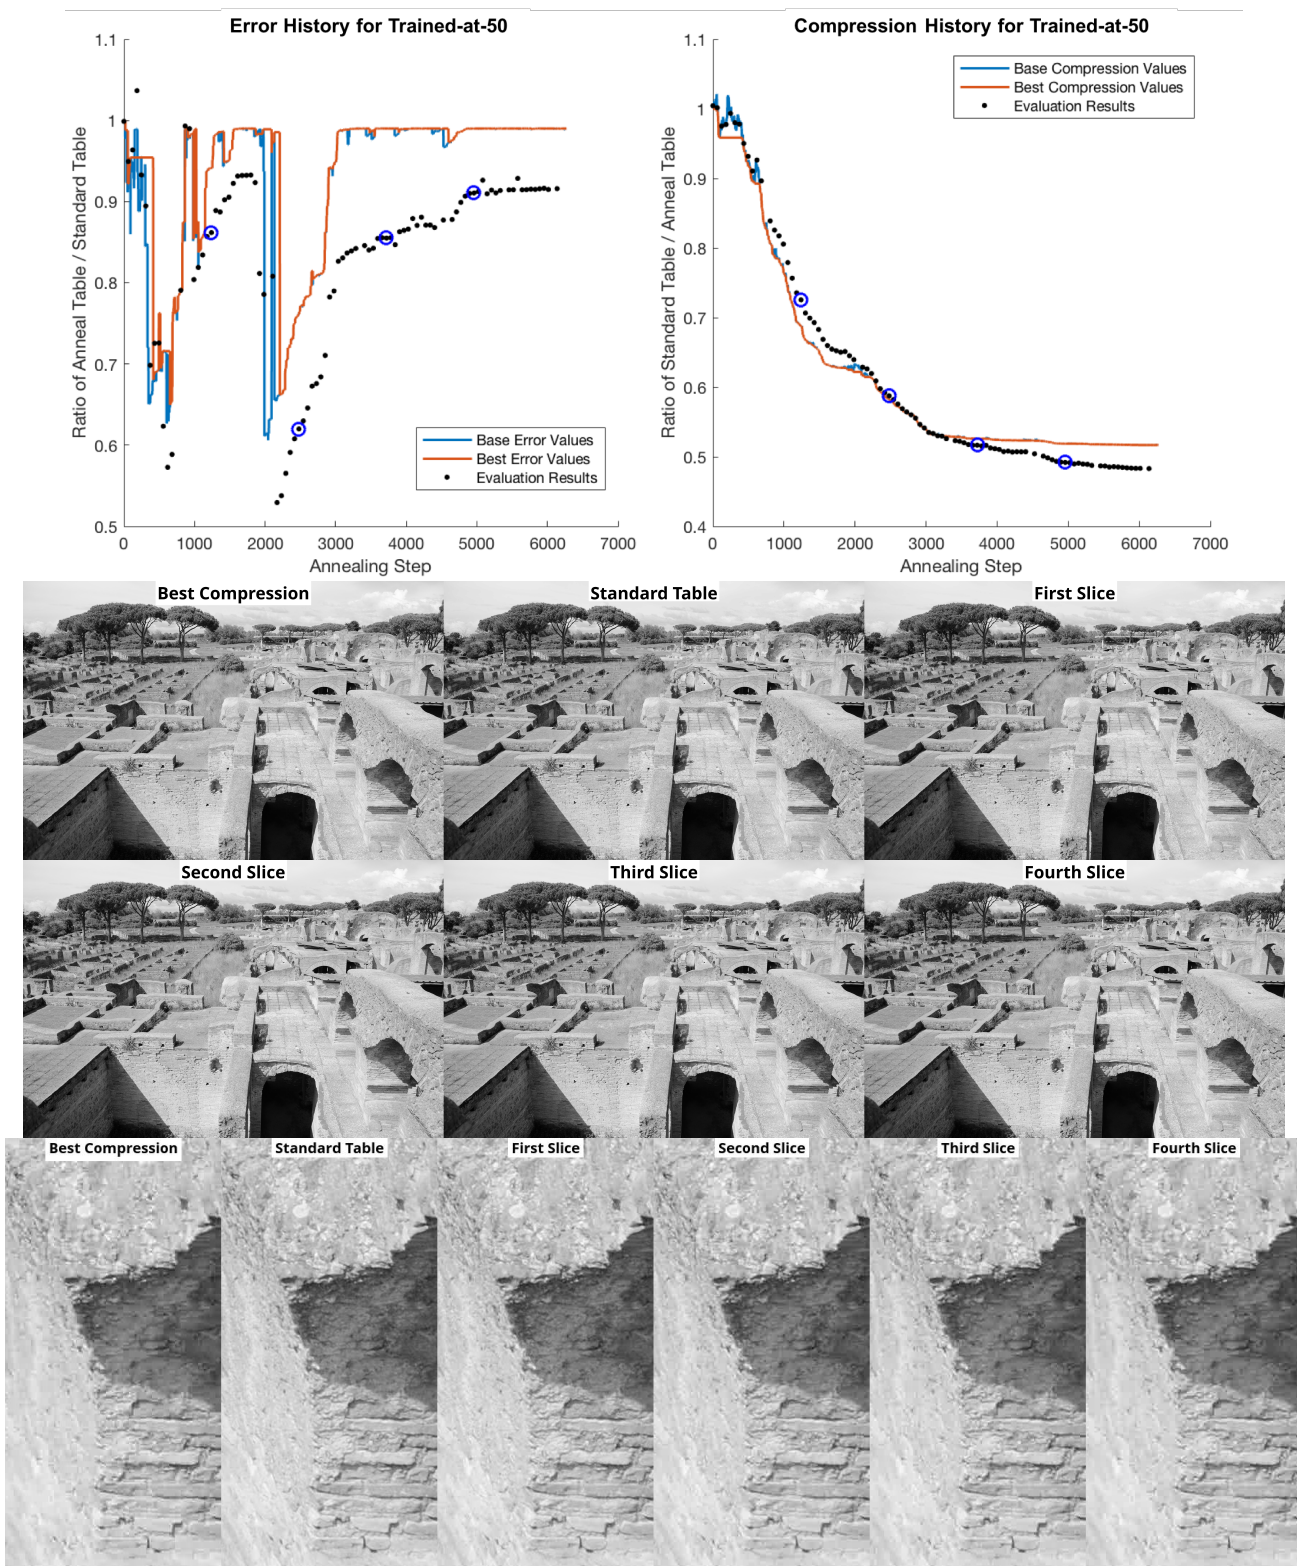 Error History for Trained-at-50
1.1
1
0.9
0.8
0.7
0.6
0.5
Ratio of Anneal Table / Standard Table
0 1000 2000 3000 4000 5000 6000 7000
Annealing Step
Base Error Values
Best Error Values
Evaluation Results
Compression History for Trained-at-50
1.1
1
0.9
0.8
0.7
0.6
0.5
0.4
Ratio of Standard Table / Anneal Table
0 1000 2000 3000 4000 5000 6000 7000
Annealing Step
Base Compression Values
Best Compression Values
Evaluation Results
Best Compression
Standard Table
First Slice
Second Slice
Third Slice
Fourth Slice
Best Compression
Standard Table
First Slice
Second Slice
Third Slice
Fourth Slice